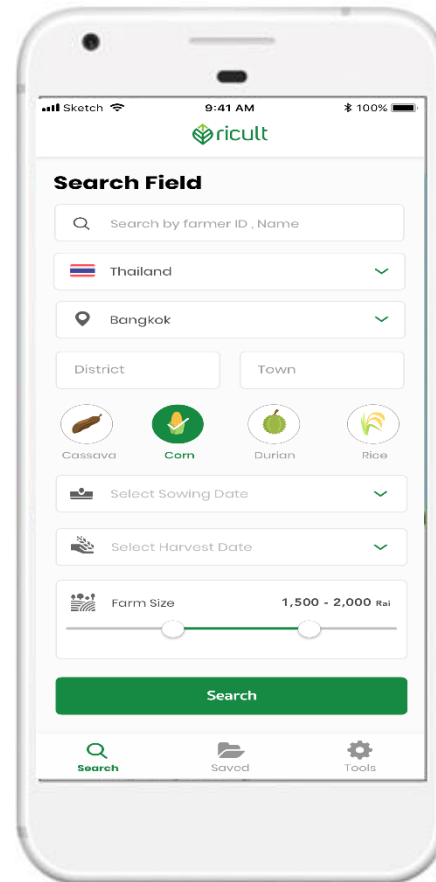 Sketch 9:41 AM 100%
ricult
Search Field
Search by farmer ID , Name
Thailand
Bangkok
District Town
Cassava Corn Durian Rice
Select Sowing Date
Select Harvest Date
Farm Size 1,500 - 2,000 Rai
Search
Search Saved Tools